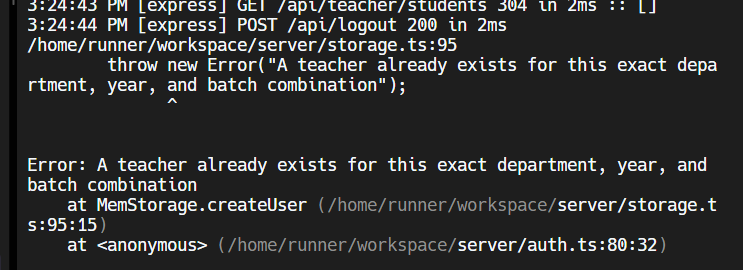 3:24:43 PM [express] GET /api/teacher/students 304 in 2ms :: []
3:24:44 PM [express] POST /api/logout 200 in 2ms
/home/runner/workspace/server/storage.ts:95
        throw new Error("A teacher already exists for this exact depa
rtment, year, and batch combination");
              ^


Error: A teacher already exists for this exact department, year, and
batch combination
    at MemStorage.createUser (/home/runner/workspace/server/storage.t
s:95:15)
    at <anonymous> (/home/runner/workspace/server/auth.ts:80:32)